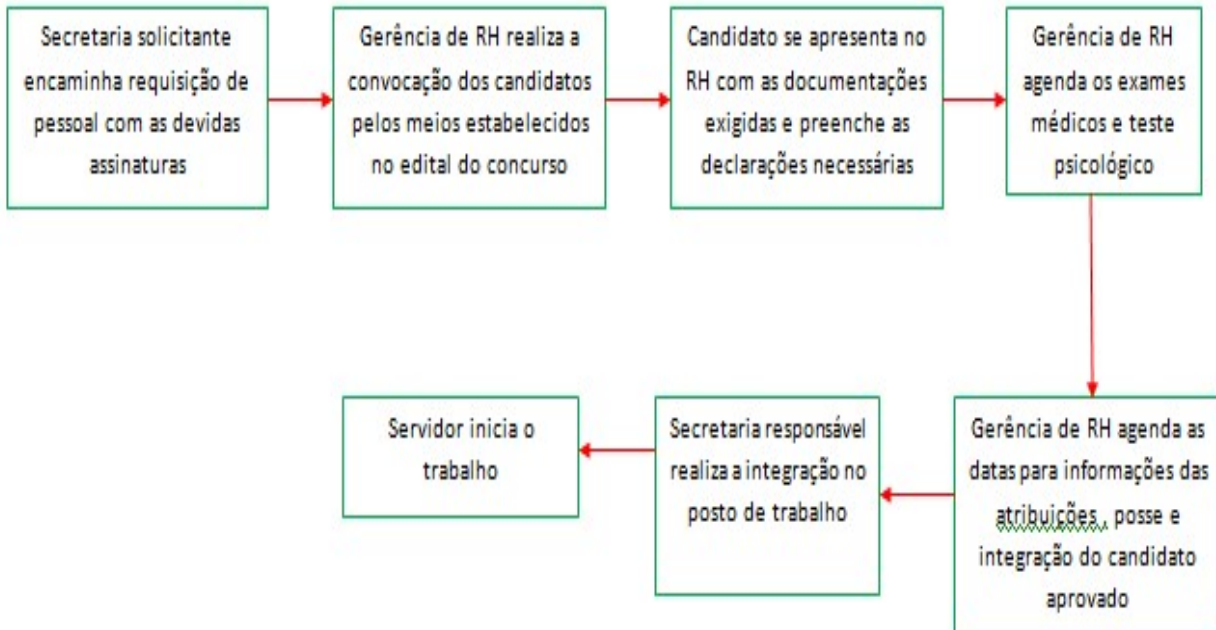 Secretaria solicitante
encaminha requisição de
pessoal com as devidas
assinaturas
Gerência de RH realiza a
convocação dos candidatos
pelos meios estabelecidos
no edital do concurso
Candidato se apresenta no
RH com as documentações
exigidas e preenche as
declarações necessárias
Gerência de RH
agenda os exames
médicos e teste
psicológico
Gerência de RH agenda as
datas para informações das
atribuições , posse e
integração do candidato
aprovado
Secretaria responsável
realiza a integração no
posto de trabalho
Servidor inicia o
trabalho